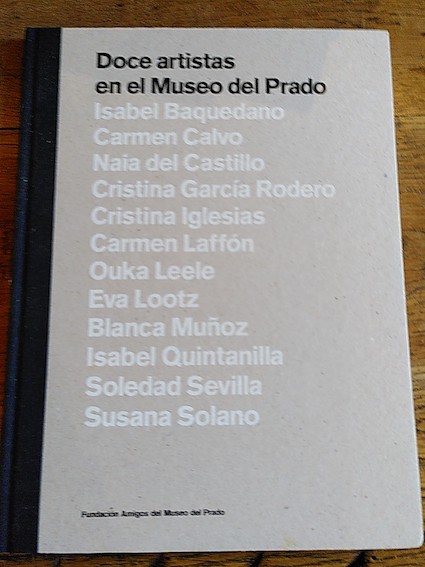 Doce artistas
en el Museo del Prado
Isabel Baquedano
Carmen Calvo
Naia del Castillo
Cristina García Rodero
Cristina Iglesias
Carmen Laffón
Ouka Leele
Eva Lootz
Blanca Muñoz
Isabel Quintanilla
Soledad Sevilla
Susana Solano
Fundación Amigos del Museo del Prado